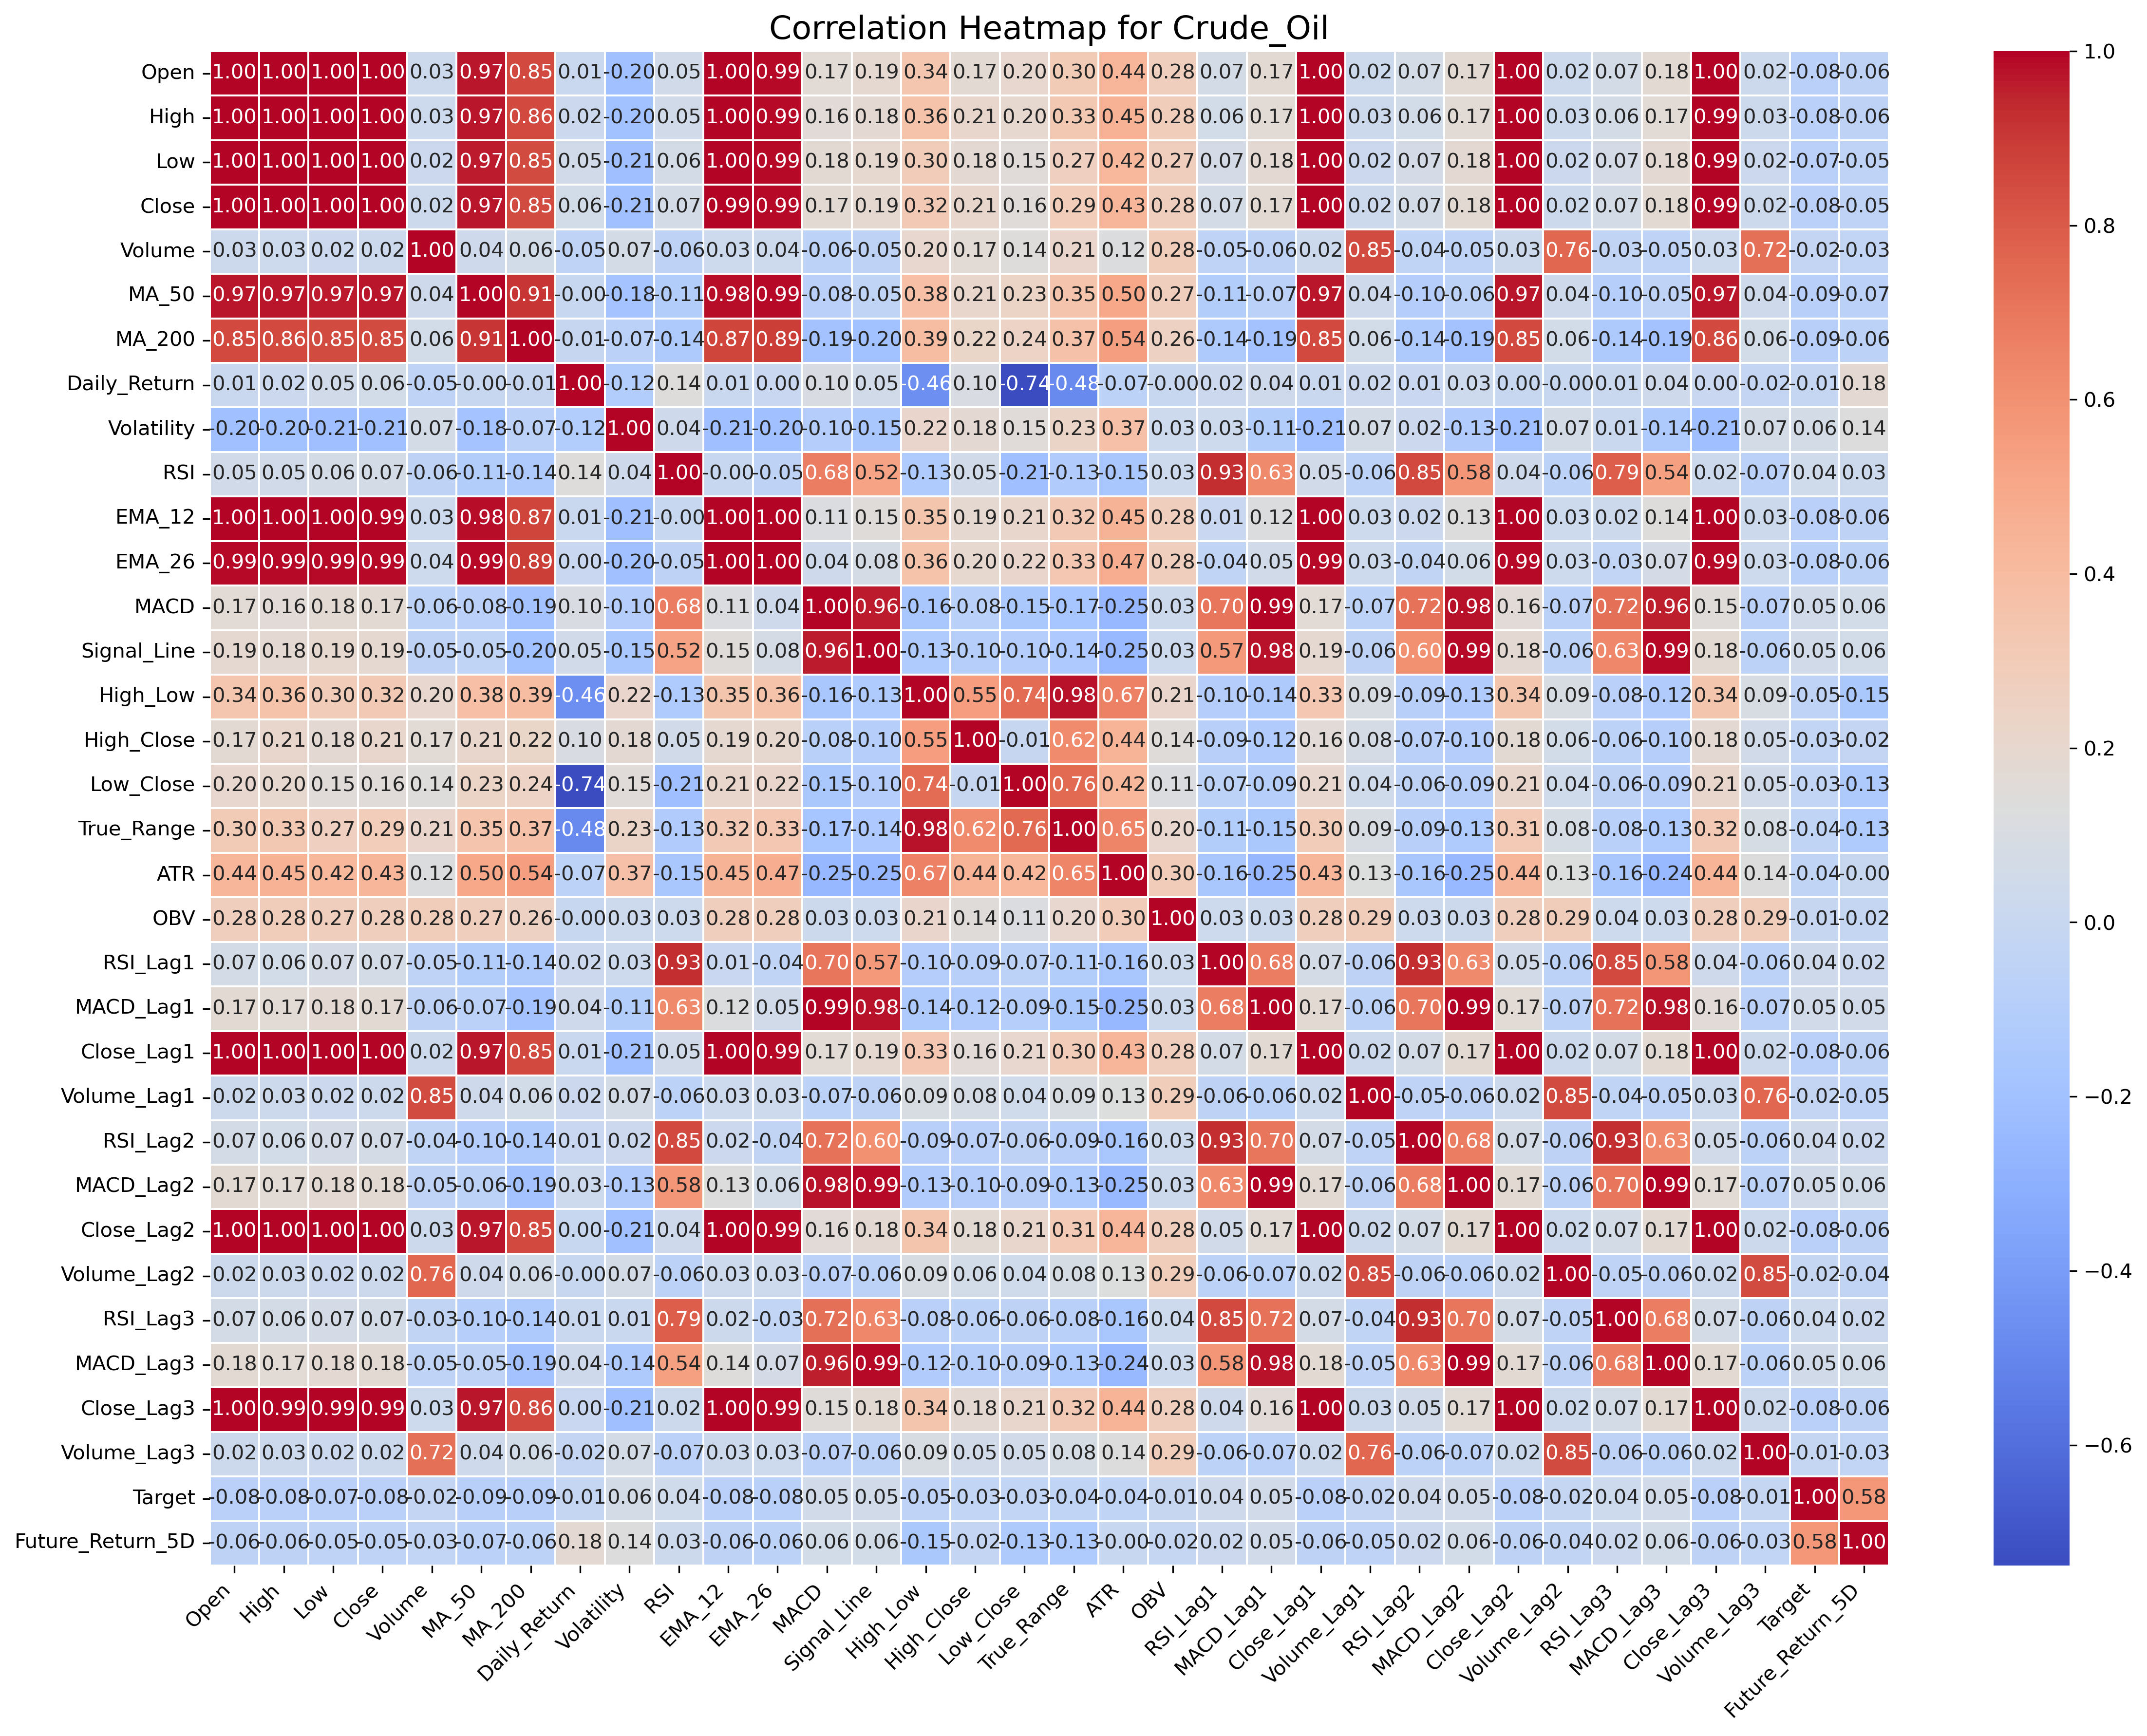 Correlation Heatmap for Crude_Oil
Open 1.00 1.00 1.00 1.00 0.03 0.97 0.85 0.01 -0.20 0.05 1.00 0.99 0.17 0.19 0.34 0.17 0.20 0.30 0.44 0.28 0.07 0.17 1.00 0.02 0.07 0.17 1.00 0.02 0.07 0.18 1.00 0.02 -0.08 -0.06
High 1.00 1.00 1.00 1.00 0.03 0.97 0.86 0.02 -0.20 0.05 1.00 0.99 0.16 0.18 0.36 0.21 0.20 0.33 0.45 0.28 0.06 0.17 1.00 0.03 0.06 0.17 1.00 0.03 0.06 0.17 0.99 0.03 -0.08 -0.06
Low 1.00 1.00 1.00 1.00 0.02 0.97 0.85 0.05 -0.21 0.06 1.00 0.99 0.18 0.19 0.30 0.18 0.15 0.27 0.42 0.27 0.07 0.18 1.00 0.02 0.07 0.18 1.00 0.02 0.07 0.18 0.99 0.02 -0.07 -0.05
Close 1.00 1.00 1.00 1.00 0.02 0.97 0.85 0.06 -0.21 0.07 0.99 0.99 0.17 0.19 0.32 0.21 0.16 0.29 0.43 0.28 0.07 0.17 1.00 0.02 0.07 0.18 1.00 0.02 0.07 0.18 0.99 0.02 -0.08 -0.05
Volume 0.03 0.03 0.02 0.02 1.00 0.04 0.06 -0.05 0.07 -0.06 0.03 0.04 -0.06 -0.05 0.20 0.17 0.14 0.21 0.12 0.28 -0.05 -0.06 0.02 0.85 -0.04 -0.05 0.03 0.76 -0.03 -0.05 0.03 0.72 -0.02 -0.03
MA_50 0.97 0.97 0.97 0.97 0.04 1.00 0.91 -0.00 -0.18 -0.11 0.98 0.99 -0.08 -0.05 0.38 0.21 0.23 0.35 0.50 0.27 -0.11 -0.07 0.97 0.04 -0.10 -0.06 0.97 0.04 -0.10 -0.05 0.97 0.04 -0.09 -0.07
MA_200 0.85 0.86 0.85 0.85 0.06 0.91 1.00 -0.01 -0.07 -0.14 0.87 0.89 -0.19 -0.20 0.39 0.22 0.24 0.37 0.54 0.26 -0.14 -0.19 0.85 0.06 -0.14 -0.19 0.85 0.06 -0.14 -0.19 0.86 0.06 -0.09 -0.06
Daily_Return 0.01 0.02 0.05 0.06 -0.05 -0.00 -0.01 1.00 -0.12 0.14 0.01 0.00 0.10 0.05 -0.46 0.10 -0.74 -0.48 -0.07 -0.00 0.02 0.04 0.01 0.02 0.01 0.03 0.00 -0.00 0.01 0.04 0.00 -0.02 -0.01 0.18
Volatility -0.20 -0.20 -0.21 -0.21 0.07 -0.18 -0.07 -0.12 1.00 0.04 -0.21 -0.20 -0.10 -0.15 0.22 0.18 0.15 0.23 0.37 0.03 0.03 -0.11 -0.21 0.07 0.02 -0.13 -0.21 0.07 0.01 -0.14 -0.21 0.07 0.06 0.14
RSI 0.05 0.05 0.06 0.07 -0.06 -0.11 -0.14 0.14 0.04 1.00 -0.00 -0.05 0.68 0.52 -0.13 0.05 -0.21 -0.13 -0.15 0.03 0.93 0.63 0.05 -0.06 0.85 0.58 0.04 -0.06 0.79 0.54 0.02 -0.07 0.04 0.03
EMA_12 1.00 1.00 1.00 0.99 0.03 0.98 0.87 0.01 -0.21 -0.00 1.00 1.00 0.11 0.15 0.35 0.19 0.21 0.32 0.45 0.28 0.01 0.12 1.00 0.03 0.02 0.13 1.00 0.03 0.02 0.14 1.00 0.03 -0.08 -0.06
EMA_26 0.99 0.99 0.99 0.99 0.04 0.99 0.89 0.00 -0.20 -0.05 1.00 1.00 0.04 0.08 0.36 0.20 0.22 0.33 0.47 0.28 -0.04 0.05 0.99 0.03 -0.04 0.06 0.99 0.03 -0.03 0.07 0.99 0.03 -0.08 -0.06
MACD 0.17 0.16 0.18 0.17 -0.06 -0.08 -0.19 0.10 -0.10 0.68 0.11 0.04 1.00 0.96 -0.16 -0.08 -0.15 -0.17 -0.25 0.03 0.70 0.99 0.17 -0.07 0.72 0.98 0.16 -0.07 0.72 0.96 0.15 -0.07 0.05 0.06
Signal_Line 0.19 0.18 0.19 0.19 -0.05 -0.05 -0.20 0.05 -0.15 0.52 0.15 0.08 0.96 1.00 -0.13 -0.10 -0.10 -0.14 -0.25 0.03 0.57 0.98 0.19 -0.06 0.60 0.99 0.18 -0.06 0.63 0.99 0.18 -0.06 0.05 0.06
High_Low 0.34 0.36 0.30 0.32 0.20 0.38 0.39 -0.46 0.22 -0.13 0.35 0.36 -0.16 -0.13 1.00 0.55 0.74 0.98 0.67 0.21 -0.10 -0.14 0.33 0.09 -0.09 -0.13 0.34 0.09 -0.08 -0.12 0.34 0.09 -0.05 -0.15
High_Close 0.17 0.21 0.18 0.21 0.17 0.21 0.22 0.10 0.18 0.05 0.19 0.20 -0.08 -0.10 0.55 1.00 -0.01 0.62 0.44 0.14 -0.09 -0.12 0.16 0.08 -0.07 -0.10 0.18 0.06 -0.06 -0.10 0.18 0.05 -0.03 -0.02
Low_Close 0.20 0.20 0.15 0.16 0.14 0.23 0.24 -0.74 0.15 -0.21 0.21 0.22 -0.15 -0.10 0.74 -0.01 1.00 0.76 0.42 0.11 -0.07 -0.09 0.21 0.04 -0.06 -0.09 0.21 0.04 -0.06 -0.09 0.21 0.05 -0.03 -0.13
True_Range 0.30 0.33 0.27 0.29 0.21 0.35 0.37 -0.48 0.23 -0.13 0.32 0.33 -0.17 -0.14 0.98 0.62 0.76 1.00 0.65 0.20 -0.11 -0.15 0.30 0.09 -0.09 -0.13 0.31 0.08 -0.08 -0.13 0.32 0.08 -0.04 -0.13
ATR 0.44 0.45 0.42 0.43 0.12 0.50 0.54 -0.07 0.37 -0.15 0.45 0.47 -0.25 -0.25 0.67 0.44 0.42 0.65 1.00 0.30 -0.16 -0.25 0.43 0.13 -0.16 -0.25 0.44 0.13 -0.16 -0.24 0.44 0.14 -0.04 -0.00
OBV 0.28 0.28 0.27 0.28 0.28 0.27 0.26 -0.00 0.03 0.03 0.28 0.28 0.03 0.03 0.21 0.14 0.11 0.20 0.30 1.00 0.03 0.03 0.28 0.29 0.03 0.03 0.28 0.29 0.04 0.03 0.28 0.29 -0.01 -0.02
RSI_Lag1 0.07 0.06 0.07 0.07 -0.05 -0.11 -0.14 0.02 0.03 0.93 0.01 -0.04 0.70 0.57 -0.10 -0.09 -0.07 -0.11 -0.16 0.03 1.00 0.68 0.07 -0.06 0.93 0.63 0.05 -0.06 0.85 0.58 0.04 -0.06 0.04 0.02
MACD_Lag1 0.17 0.17 0.18 0.17 -0.06 -0.07 -0.19 0.04 -0.11 0.63 0.12 0.05 0.99 0.98 -0.14 -0.12 -0.09 -0.15 -0.25 0.03 0.68 1.00 0.17 -0.06 0.70 0.99 0.17 -0.07 0.72 0.98 0.16 -0.07 0.05 0.05
Close_Lag1 1.00 1.00 1.00 1.00 0.02 0.97 0.85 0.01 -0.21 0.05 1.00 0.99 0.17 0.19 0.33 0.16 0.21 0.30 0.43 0.28 0.07 0.17 1.00 0.02 0.07 0.17 1.00 0.02 0.07 0.18 1.00 0.02 -0.08 -0.06
Volume_Lag1 0.02 0.03 0.02 0.02 0.85 0.04 0.06 0.02 0.07 -0.06 0.03 0.03 -0.07 -0.06 0.09 0.08 0.04 0.09 0.13 0.29 -0.06 -0.06 0.02 1.00 -0.05 -0.06 0.02 0.85 -0.04 -0.05 0.03 0.76 -0.02 -0.05
RSI_Lag2 0.07 0.06 0.07 0.07 -0.04 -0.10 -0.14 0.01 0.02 0.85 0.02 -0.04 0.72 0.60 -0.09 -0.07 -0.06 -0.09 -0.16 0.03 0.93 0.70 0.07 -0.05 1.00 0.68 0.07 -0.06 0.93 0.63 0.05 -0.06 0.04 0.02
MACD_Lag2 0.17 0.17 0.18 0.18 -0.05 -0.06 -0.19 0.03 -0.13 0.58 0.13 0.06 0.98 0.99 -0.13 -0.10 -0.09 -0.13 -0.25 0.03 0.63 0.99 0.17 -0.06 0.68 1.00 0.17 -0.06 0.70 0.99 0.17 -0.07 0.05 0.06
Close_Lag2 1.00 1.00 1.00 1.00 0.03 0.97 0.85 0.00 -0.21 0.04 1.00 0.99 0.16 0.18 0.34 0.18 0.21 0.31 0.44 0.28 0.05 0.17 1.00 0.02 0.07 0.17 1.00 0.02 0.07 0.17 1.00 0.02 -0.08 -0.06
Volume_Lag2 0.02 0.03 0.02 0.02 0.76 0.04 0.06 -0.00 0.07 -0.06 0.03 0.03 -0.07 -0.06 0.09 0.06 0.04 0.08 0.13 0.29 -0.06 -0.07 0.02 0.85 -0.06 -0.06 0.02 1.00 -0.05 -0.06 0.02 0.85 -0.02 -0.04
RSI_Lag3 0.07 0.06 0.07 0.07 -0.03 -0.10 -0.14 0.01 0.01 0.79 0.02 -0.03 0.72 0.63 -0.08 -0.06 -0.06 -0.08 -0.16 0.04 0.85 0.72 0.07 -0.04 0.93 0.70 0.07 -0.05 1.00 0.68 0.07 -0.06 0.04 0.02
MACD_Lag3 0.18 0.17 0.18 0.18 -0.05 -0.05 -0.19 0.04 -0.14 0.54 0.14 0.07 0.96 0.99 -0.12 -0.10 -0.09 -0.13 -0.24 0.03 0.58 0.98 0.18 -0.05 0.63 0.99 0.17 -0.06 0.68 1.00 0.17 -0.06 0.05 0.06
Close_Lag3 1.00 0.99 0.99 0.99 0.03 0.97 0.86 0.00 -0.21 0.02 1.00 0.99 0.15 0.18 0.34 0.18 0.21 0.32 0.44 0.28 0.04 0.16 1.00 0.03 0.05 0.17 1.00 0.02 0.07 0.17 1.00 0.02 -0.08 -0.06
Volume_Lag3 0.02 0.03 0.02 0.02 0.72 0.04 0.06 -0.02 0.07 -0.07 0.03 0.03 -0.07 -0.06 0.09 0.05 0.05 0.08 0.14 0.29 -0.06 -0.07 0.02 0.76 -0.06 -0.07 0.02 0.85 -0.06 -0.06 0.02 1.00 -0.01 -0.03
Target -0.08 -0.08 -0.07 -0.08 -0.02 -0.09 -0.09 -0.01 0.06 0.04 -0.08 -0.08 0.05 0.05 -0.05 -0.03 -0.03 -0.04 -0.04 -0.01 0.04 0.05 -0.08 -0.02 0.04 0.05 -0.08 -0.02 0.04 0.05 -0.08 -0.01 1.00 0.58
Future_Return_5D -0.06 -0.06 -0.05 -0.05 -0.03 -0.07 -0.06 0.18 0.14 0.03 -0.06 -0.06 0.06 0.06 -0.15 -0.02 -0.13 -0.13 -0.00 -0.02 0.02 0.05 -0.06 -0.05 0.02 0.06 -0.06 -0.04 0.02 0.06 -0.06 -0.03 0.58 1.00
Open High Low Close Volume MA_50 MA_200 Daily_Return Volatility RSI EMA_12 EMA_26 MACD Signal_Line High_Low High_Close Low_Close True_Range ATR OBV RSI_Lag1 MACD_Lag1 Close_Lag1 Volume_Lag1 RSI_Lag2 MACD_Lag2 Close_Lag2 Volume_Lag2 RSI_Lag3 MACD_Lag3 Close_Lag3 Volume_Lag3 Target Future_Return_5D
1.0
0.8
0.6
0.4
0.2
0.0
−0.2
−0.4
−0.6